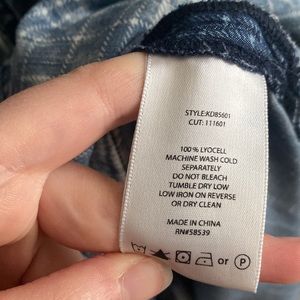 STYLE:KD85601
CUT: 111601
100% LYOCELL
MACHINE WASH COLD
SEPARATELY
DO NOT BLEACH
TUMBLE DRY LOW
LOW IRON ON REVERSE
OR DRY CLEAN
MADE IN CHINA
RN#58539
or P